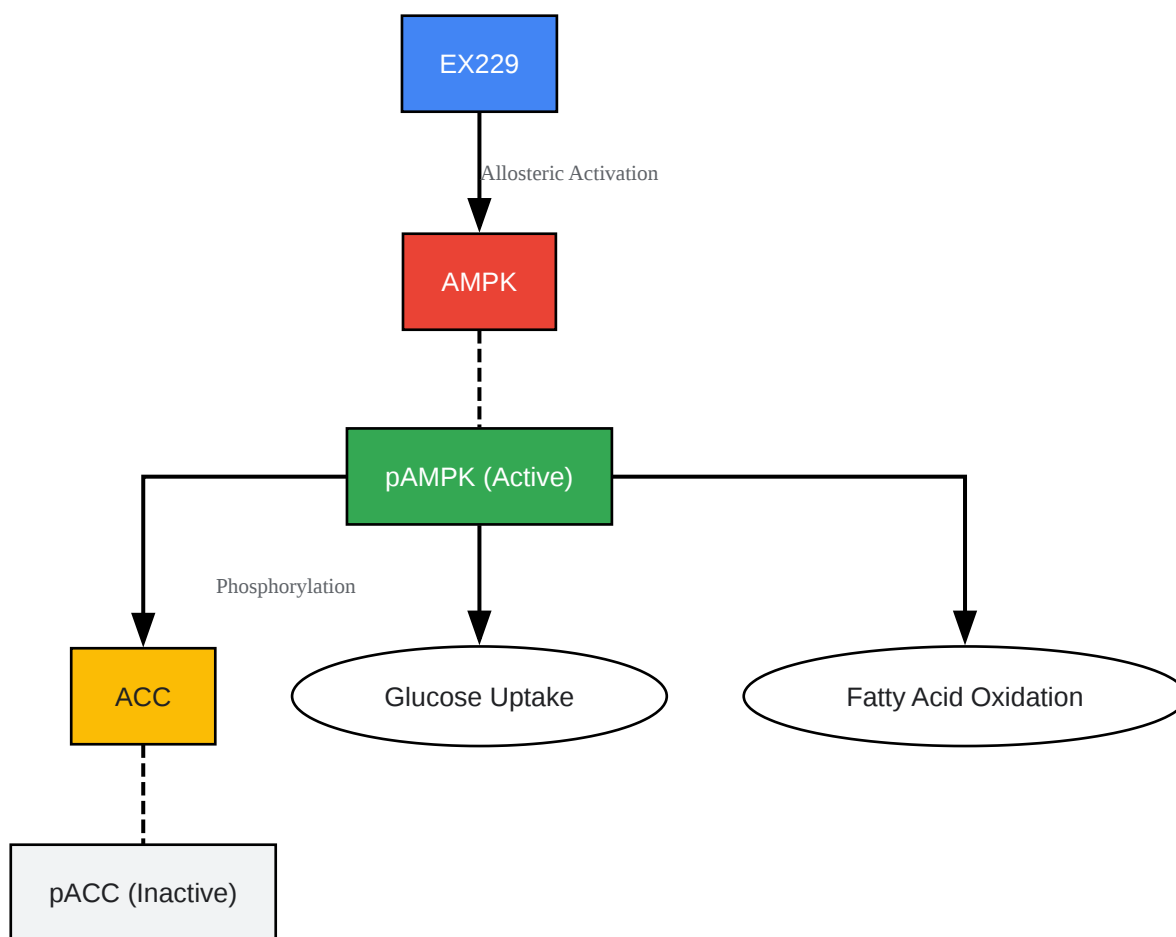 EX229
Allosteric Activation
AMPK
pAMPK (Active)
Phosphorylation
ACC
Glucose Uptake
Fatty Acid Oxidation
pACC (Inactive)